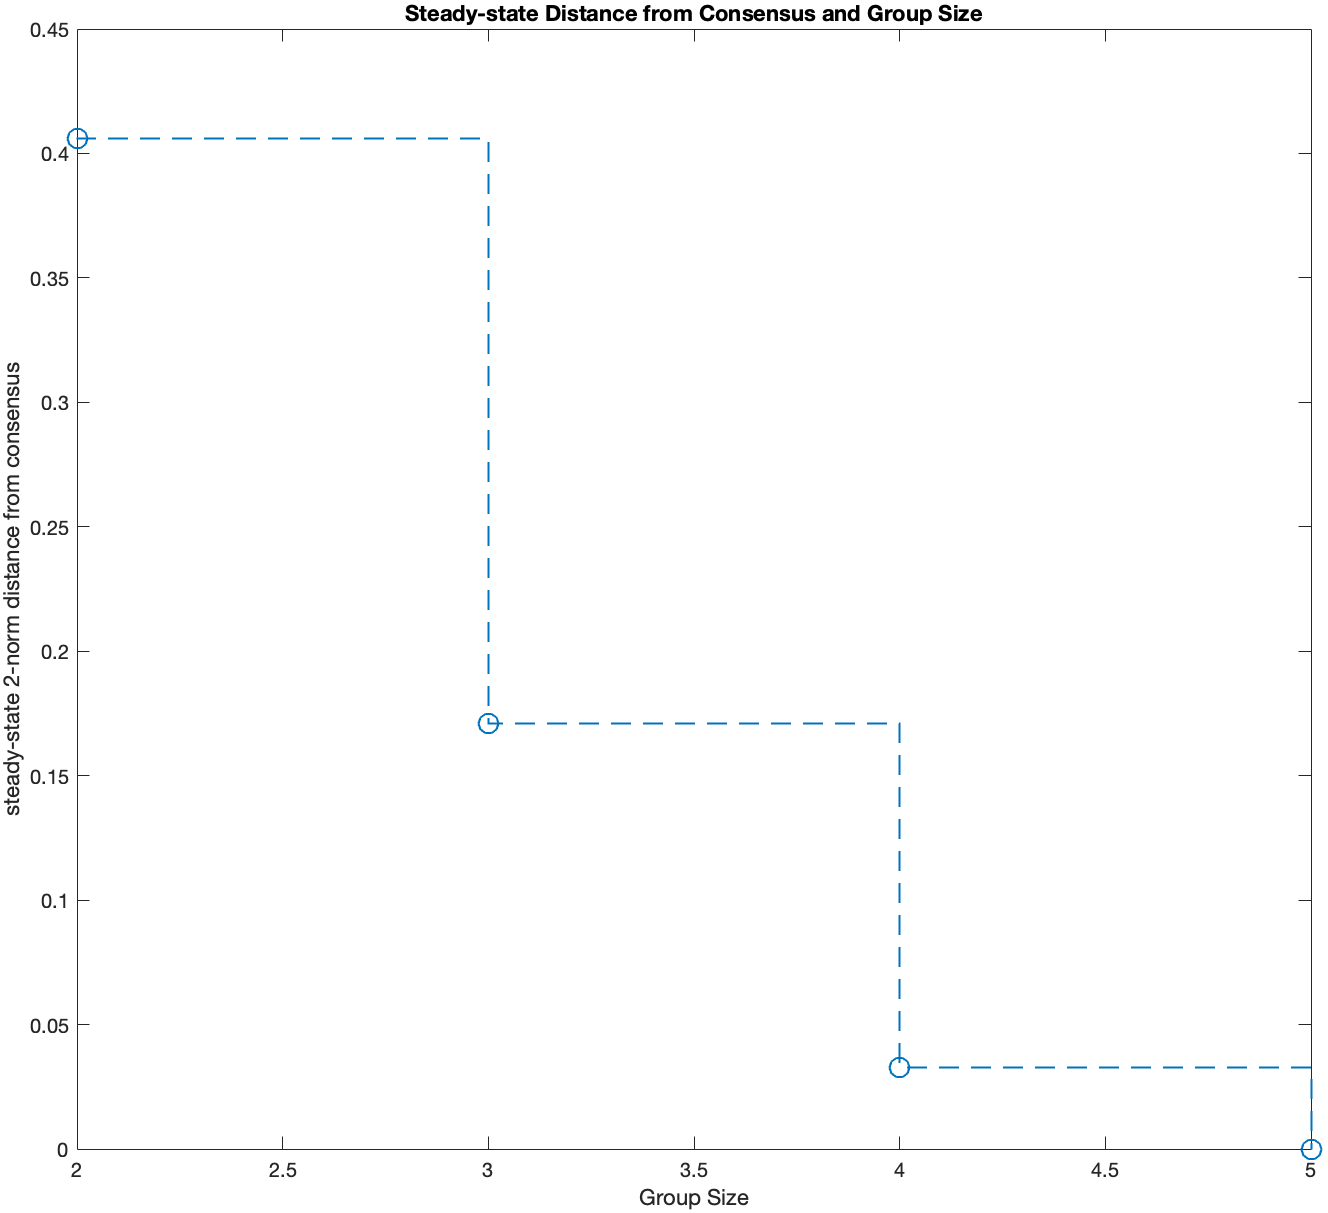 Steady-state Distance from Consensus and Group Size
0.45
0.4
0.35
0.3
0.25
0.2
0.15
0.1
0.05
0
steady-state 2-norm distance from consensus
2 2.5 3 3.5 4 4.5 5
Group Size